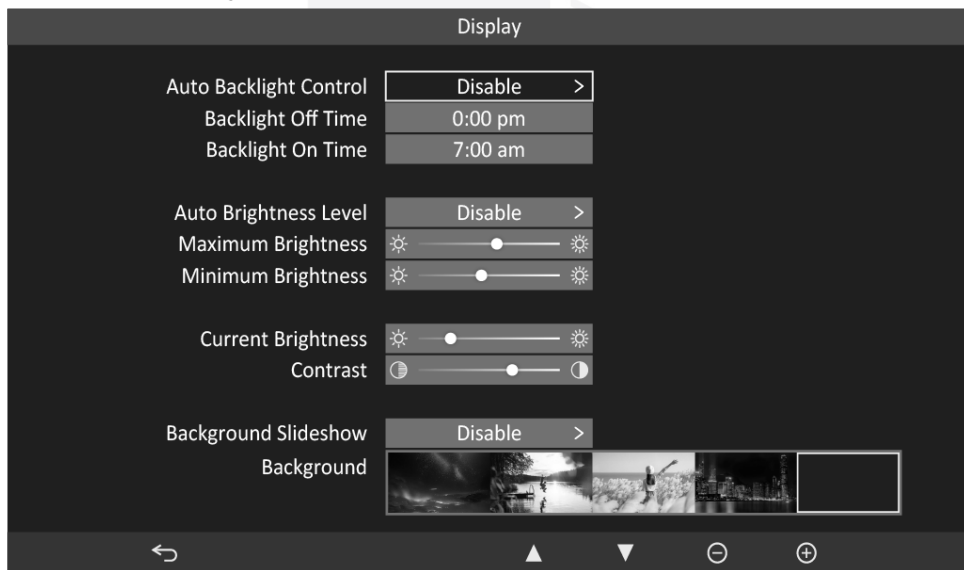 Display
Auto Backlight Control Disable >
Backlight Off Time 0:00 pm
Backlight On Time 7:00 am
Auto Brightness Level Disable >
Maximum Brightness
Minimum Brightness
Current Brightness
Contrast
Background Slideshow Disable >
Background